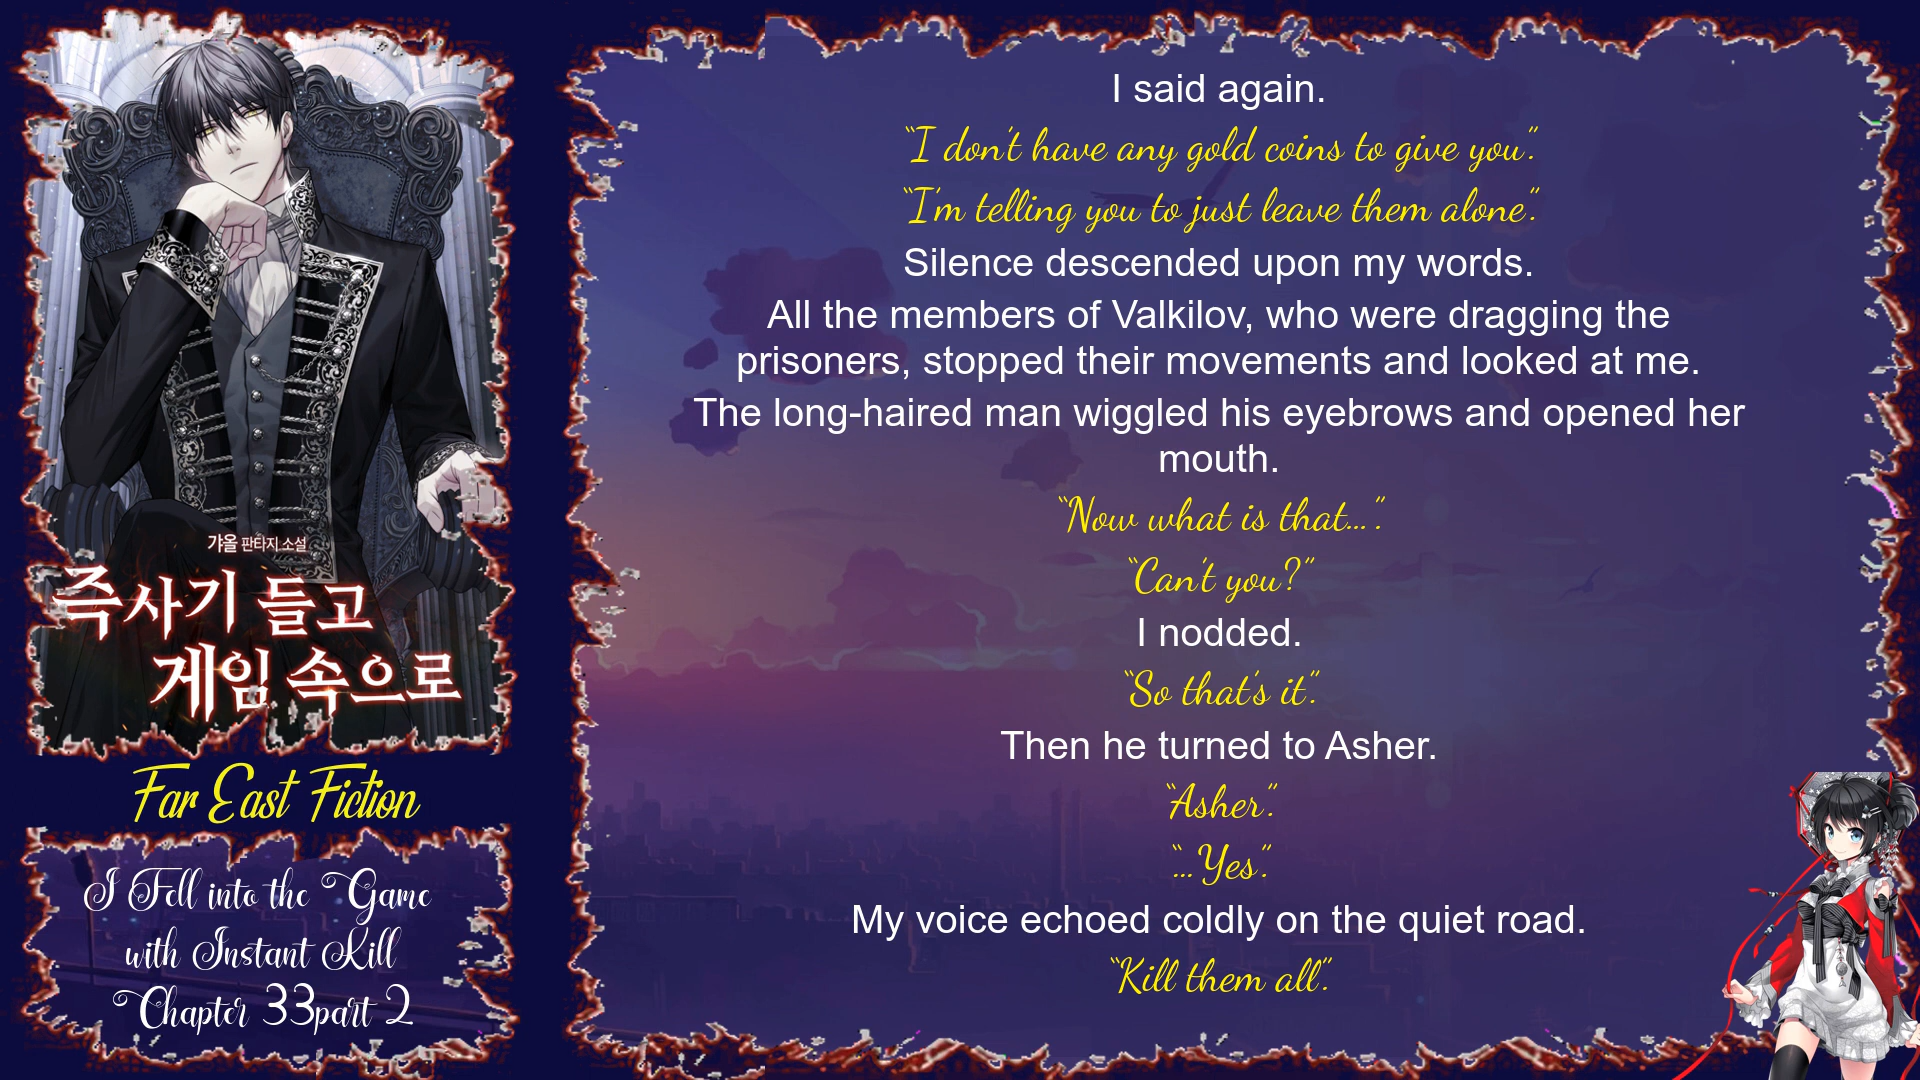 갸올 판타지 소설
즉사기 들고
게임 속으로
Far East Fiction
I Fell into the Game
with Instant Kill
Chapter 33part 2
I said again.
“I don't have any gold coins to give you”.
“I'm telling you to just leave them alone”.
Silence descended upon my words.
All the members of Valkilov, who were dragging the
prisoners, stopped their movements and looked at me.
The long-haired man wiggled his eyebrows and opened her
mouth.
“Now what is that…”.
“Can't you?”
I nodded.
“So that's it”.
Then he turned to Asher.
“Asher”.
“…Yes”.
My voice echoed coldly on the quiet road.
“Kill them all”.